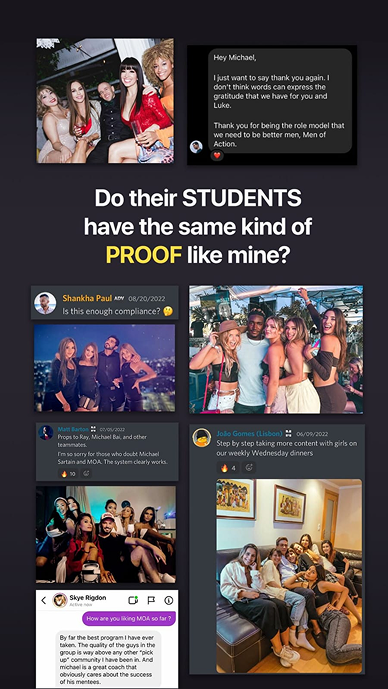 Hey Michael,
I just want to say thank you again. I
don't think words can express the
gratitude that we have for you and
Luke.
Thank you for being the role model that
we need to be better men, Men of
Action.
Do their STUDENTS
have the same kind of
PROOF like mine?
Shankha Paul ADV 08/20/2022
Is this enough compliance? 🤔
Matt Burton 07/05/2022
Props to Ray, Michael Bai, and other
teammates.
I'm so sorry for those who doubt Michael
Sartain and MOA. The system clearly works.
🔥 10
João Gomes (Lisbon) 06/09/2022
Step by step taking more content with girls on
our weekly Wednesday dinners
🔥 4
Skye Rigdon
Active now
How are you liking MOA so far ?
By far the best program I have ever
taken. The quality of the guys in the
group is way above any other "pick
up" community I have been in. And
michael is a great coach that
obviously cares about the success
of his mentees.